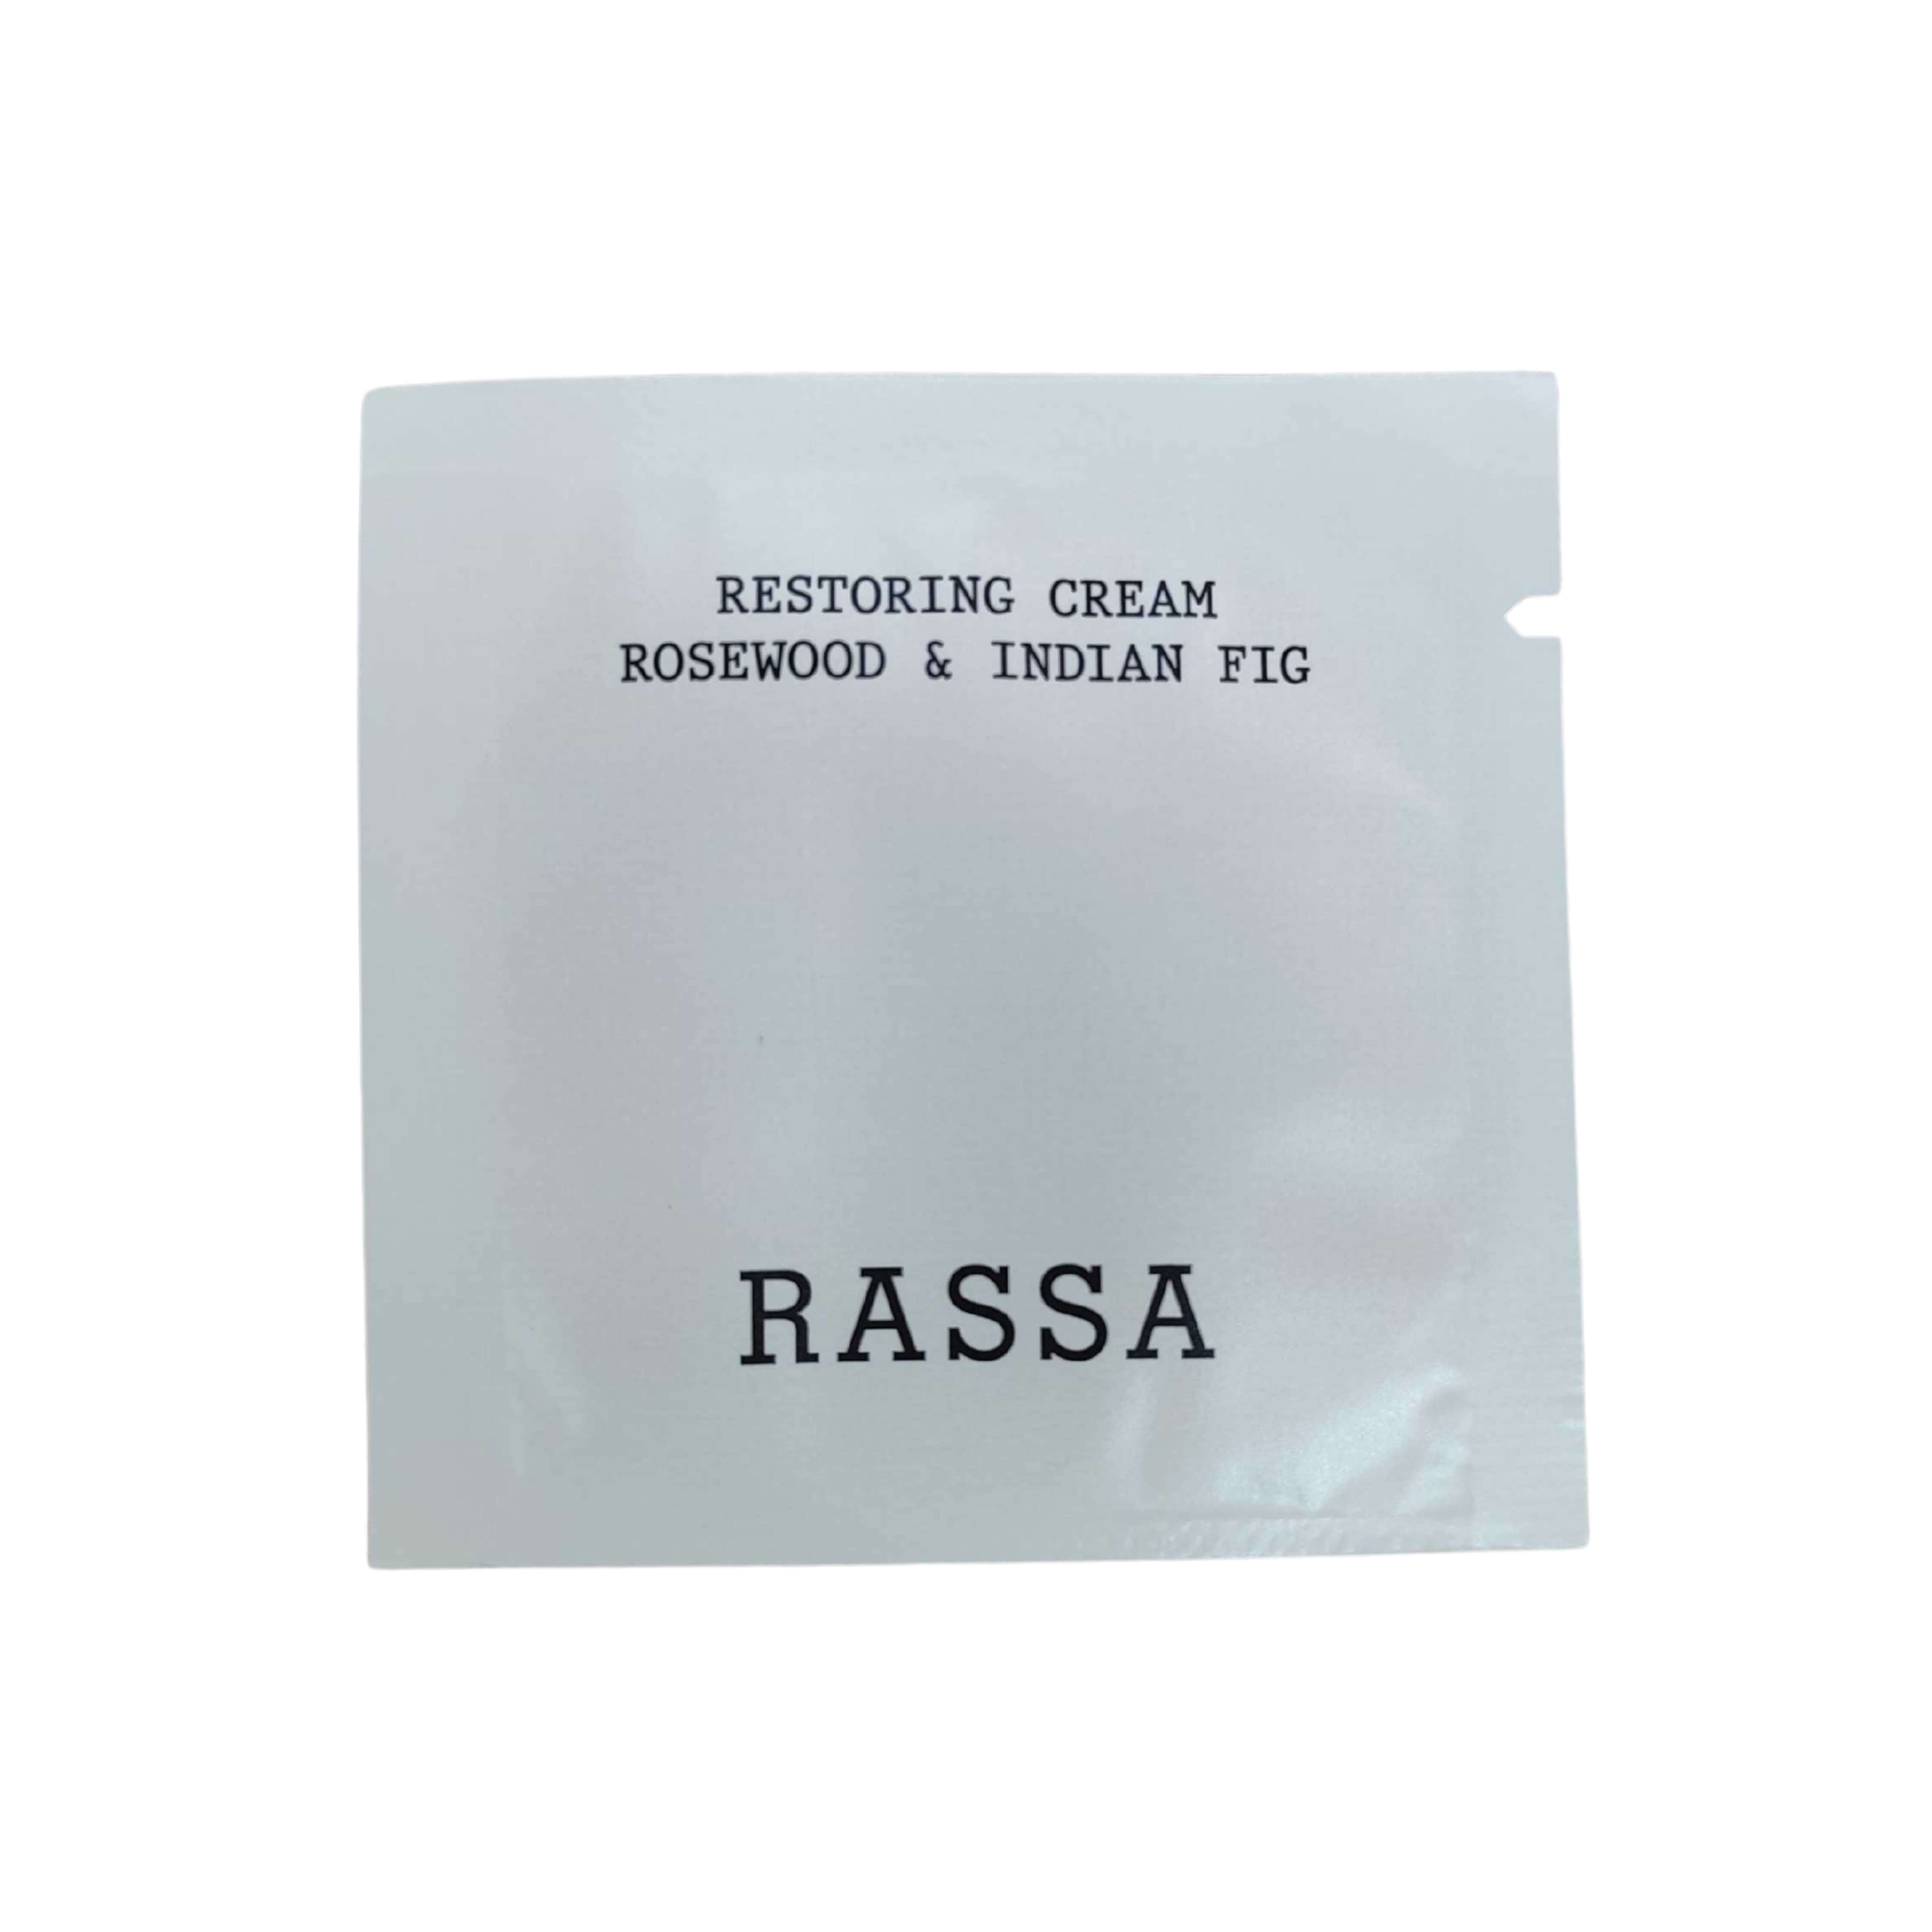 RESTORING CREAM
ROSEWOOD & INDIAN FIG
RASSA